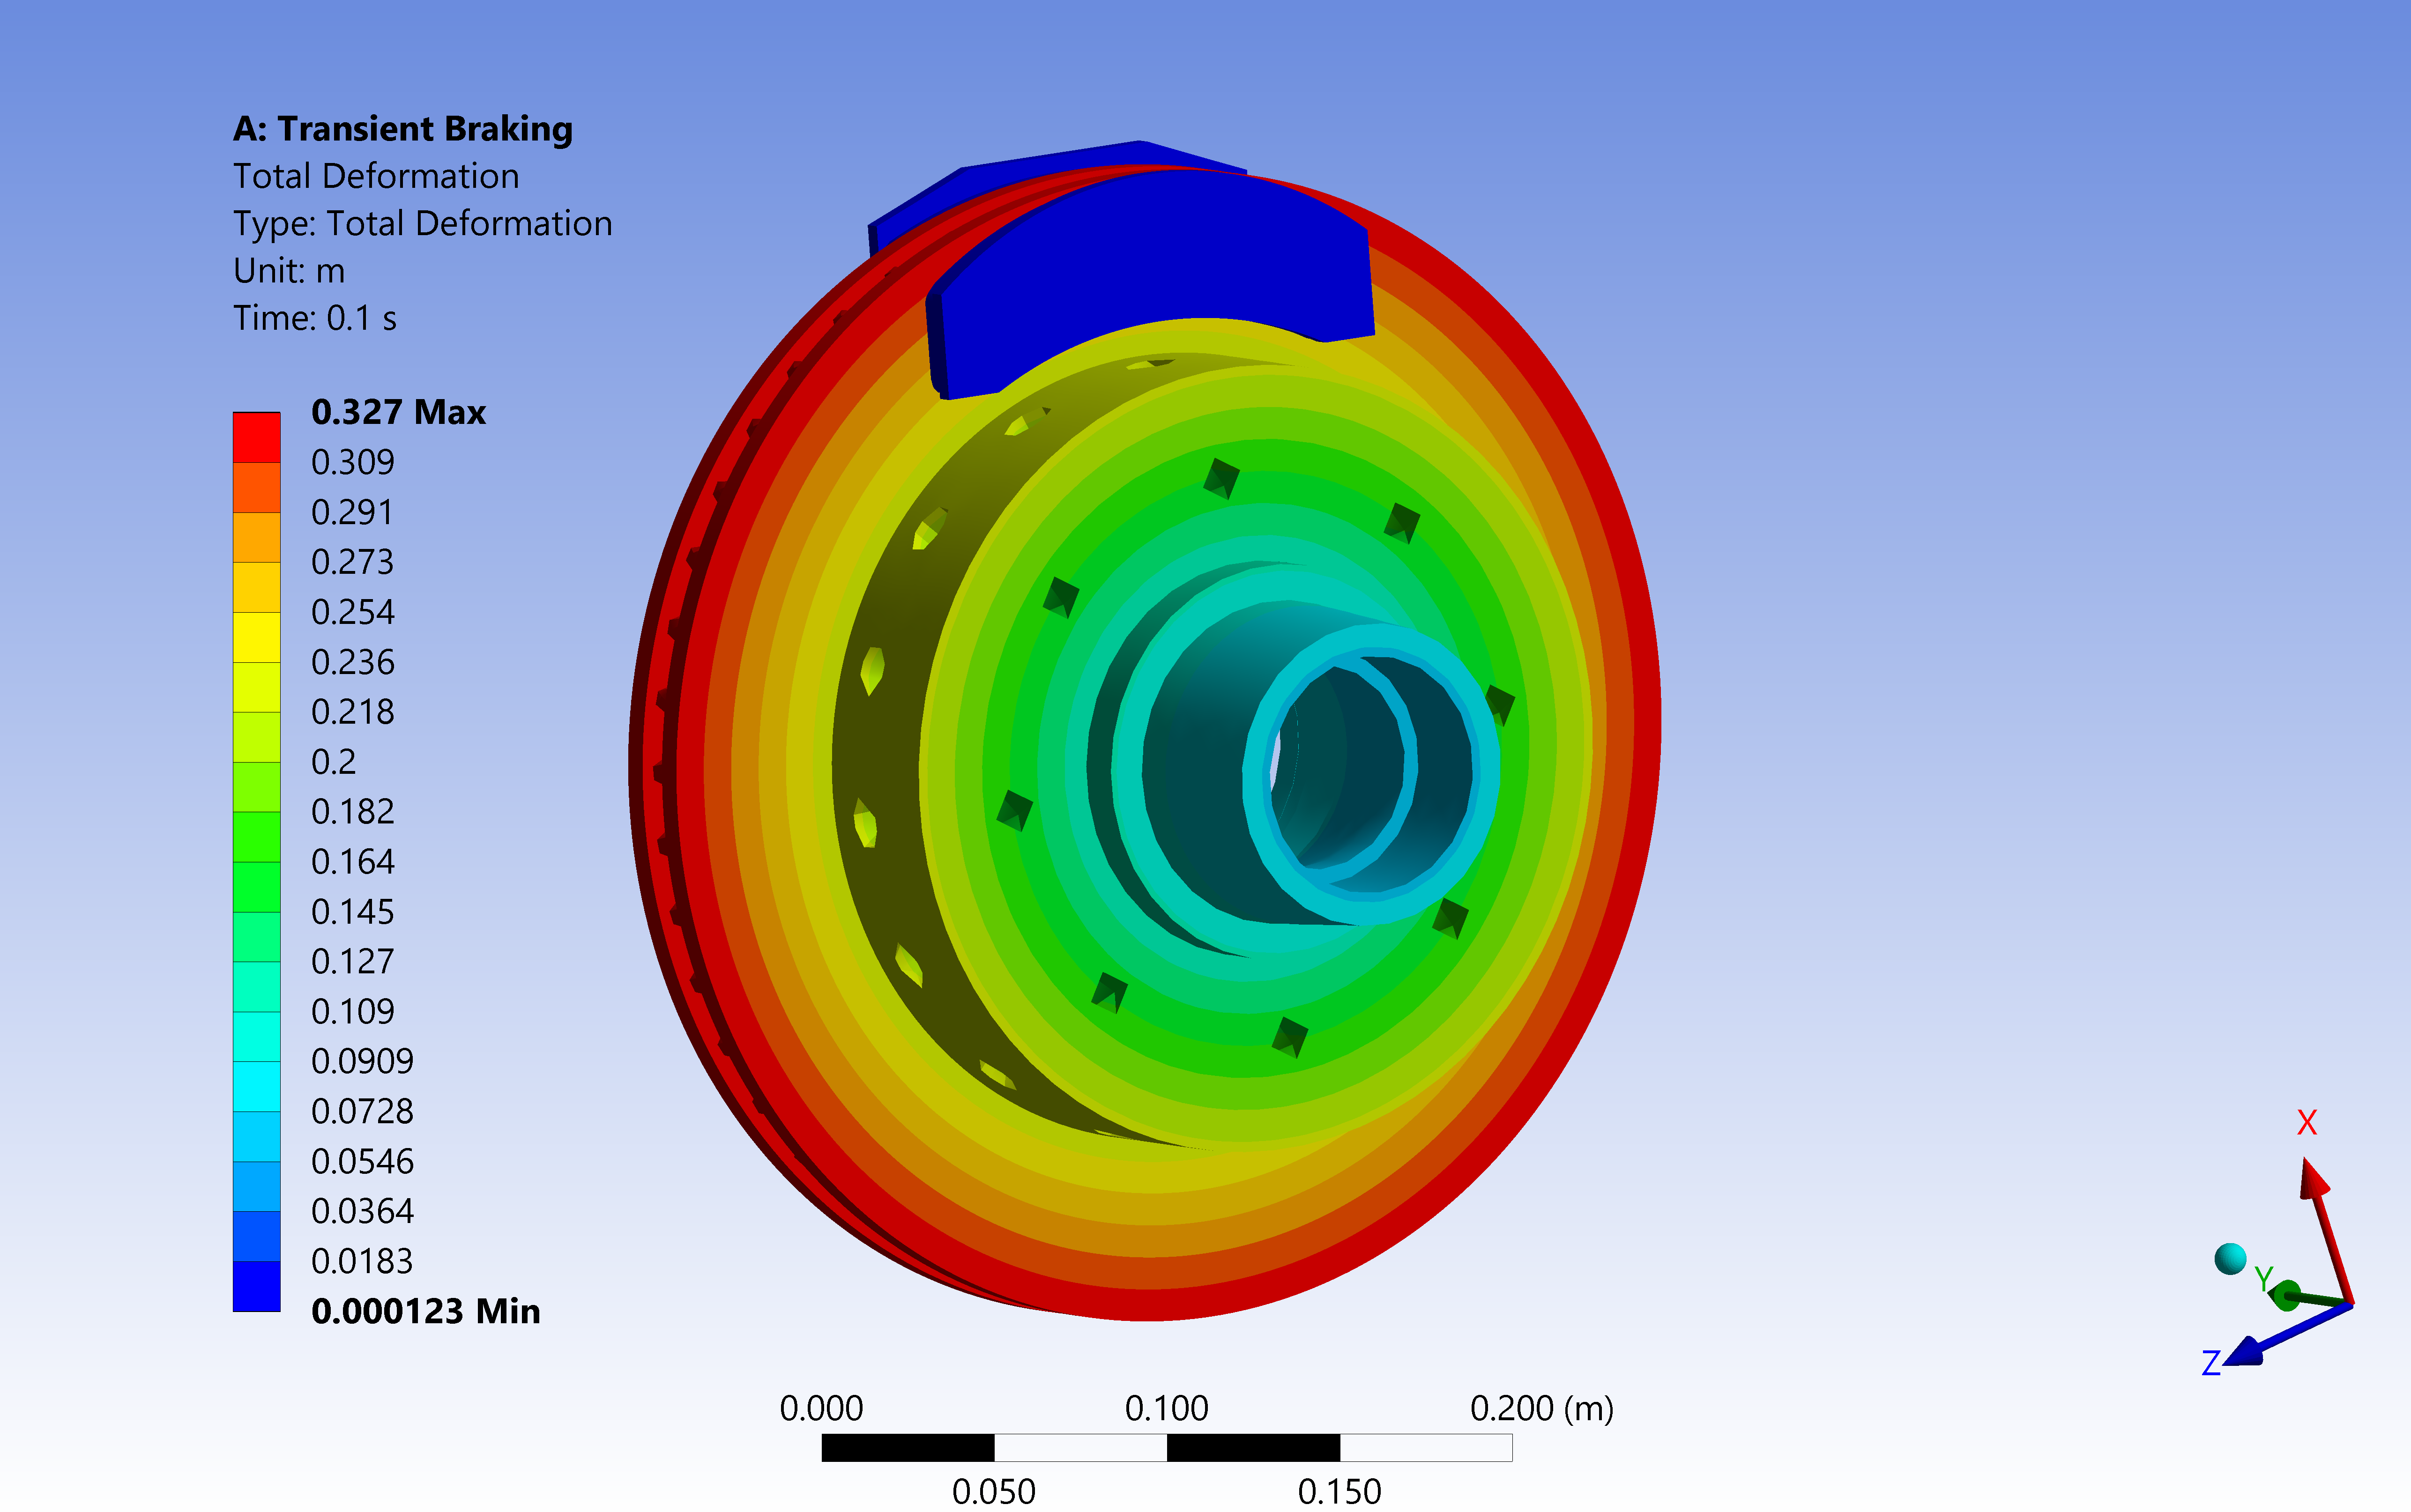 A: Transient Braking
Total Deformation
Type: Total Deformation
Unit: m
Time: 0.1 s
0.327 Max
0.309
0.291
0.273
0.254
0.236
0.218
0.2
0.182
0.164
0.145
0.127
0.109
0.0909
0.0728
0.0546
0.0364
0.0183
0.000123 Min
X
Y
Z
0.000 0.100 0.200 (m)
0.050 0.150